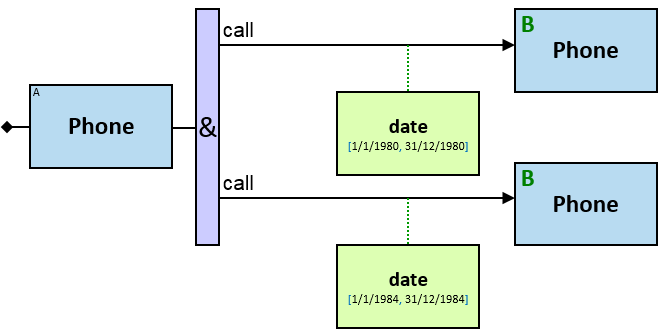 call
B
Phone
A
Phone
&
date
[1/1/1980, 31/12/1980]
call
B
Phone
date
[1/1/1984, 31/12/1984]